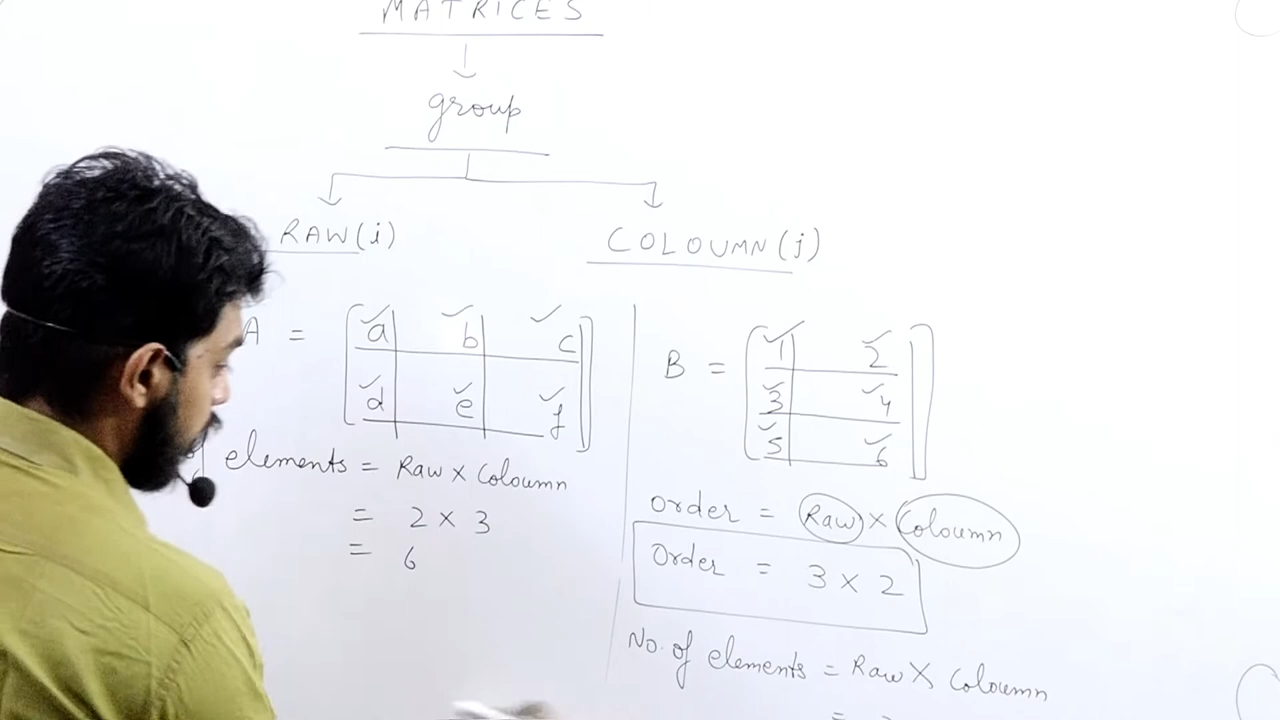 MATRICES
group
RAW(i) COLOUMN(j)
A = [a b c
d e f]
of elements = Raw × Coloumn
= 2 × 3
= 6
B = [1 2
3 4
5 6]
Order = Raw × Coloumn
Order = 3 × 2
No. of elements = Raw × Coloumn
=